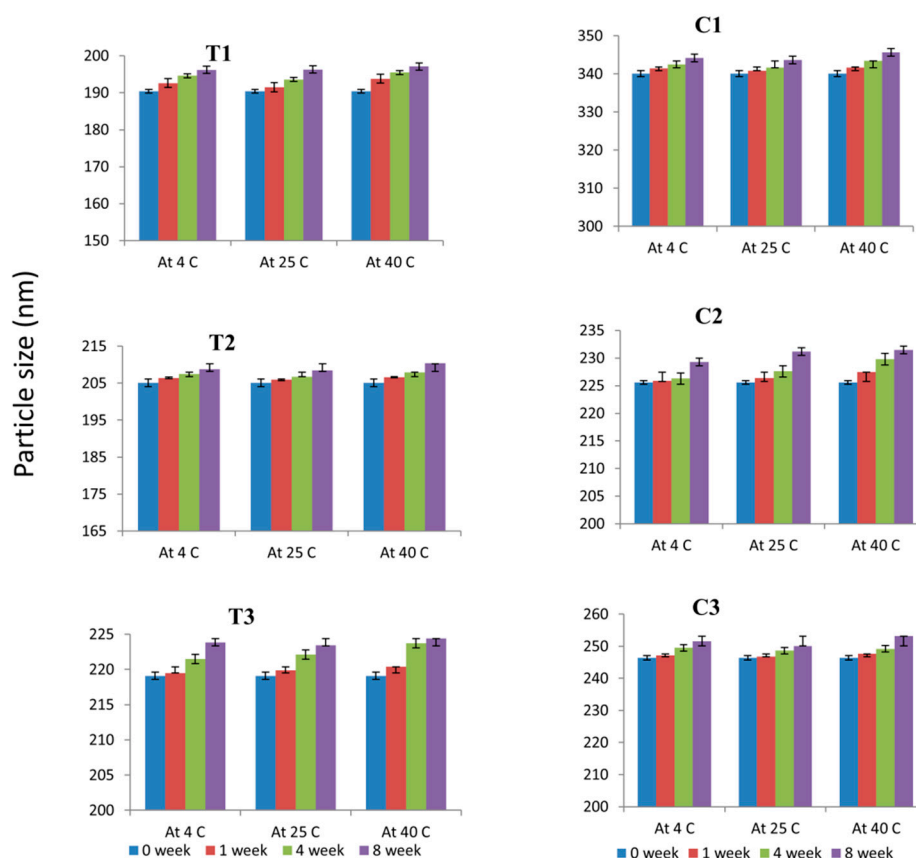 Particle size (nm)
T1
200
190
180
170
160
150
At 4 C At 25 C At 40 C
C1
350
340
330
320
310
300
At 4 C At 25 C At 40 C
T2
215
205
195
185
175
165
At 4 C At 25 C At 40 C
C2
235
230
225
220
215
210
205
200
At 4 C At 25 C At 40 C
T3
225
220
215
210
205
200
At 4 C At 25 C At 40 C
0 week 1 week 4 week 8 week
C3
260
250
240
230
220
210
200
At 4 C At 25 C At 40 C
0 week 1 week 4 week 8 week